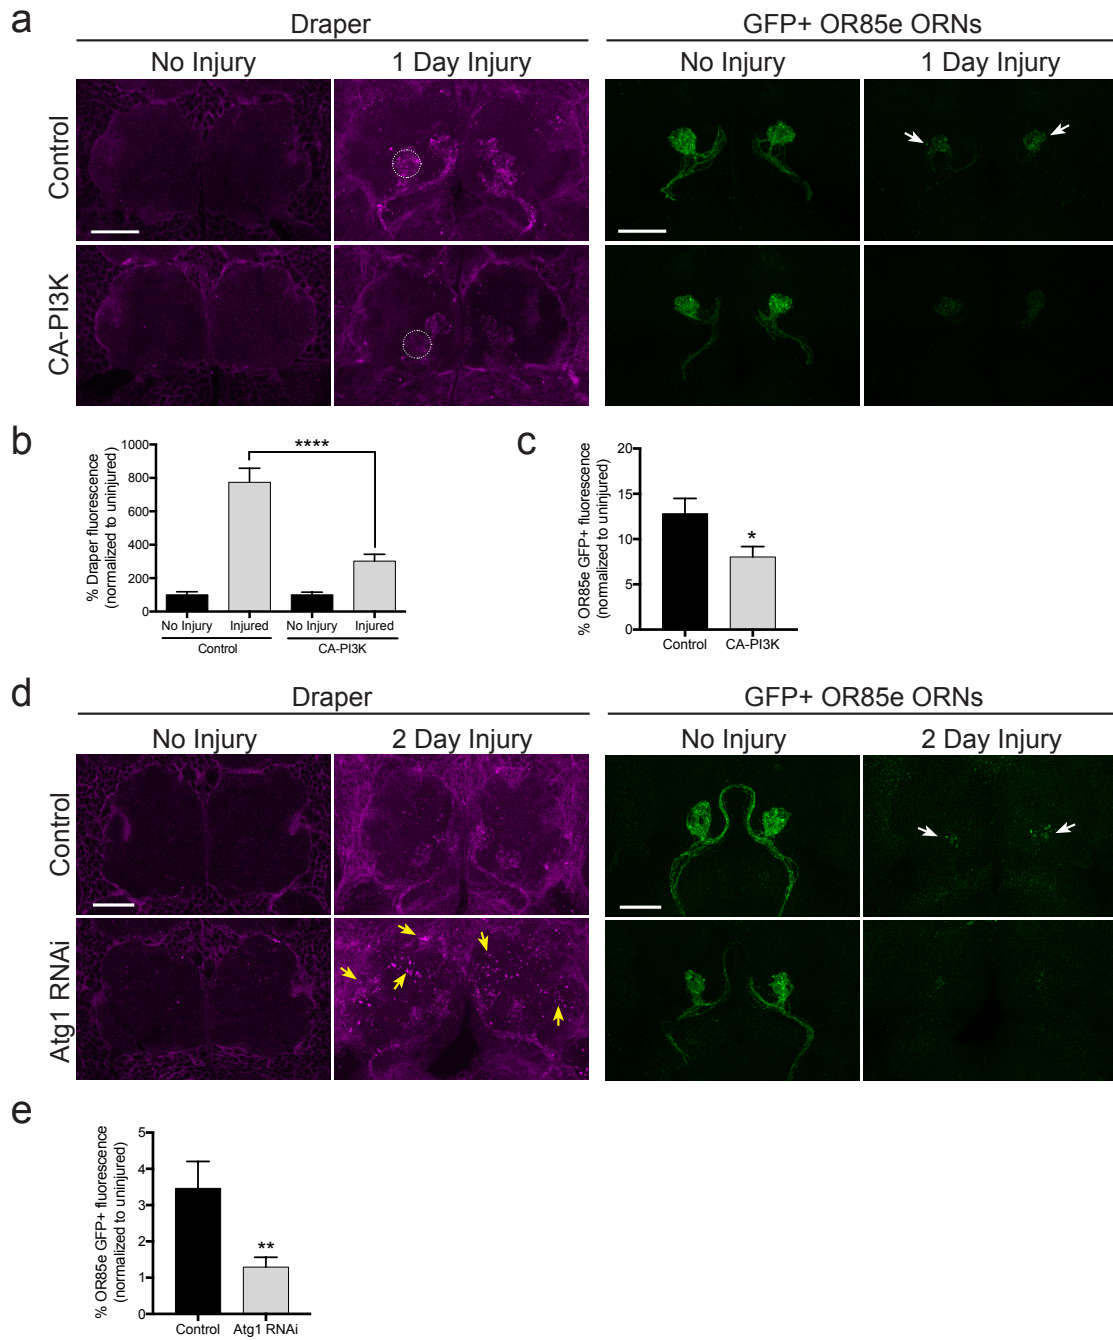 a
Draper
GFP+ OR85e ORNs
No Injury
1 Day Injury
No Injury
1 Day Injury
Control
CA-PI3K
b
% Draper fluorescence
(normalized to uninjured)
1000
800
600
400
200
0
****
No Injury
Injured
No Injury
Injured
Control
CA-PI3K
c
% OR85e GFP+ fluorescence
(normalized to uninjured)
20
15
10
5
0
*
Control
CA-PI3K
d
Draper
GFP+ OR85e ORNs
No Injury
2 Day Injury
No Injury
2 Day Injury
Control
Atg1 RNAi
e
% OR85e GFP+ fluorescence
(normalized to uninjured)
5
4
3
2
1
0
**
Control
Atg1 RNAi